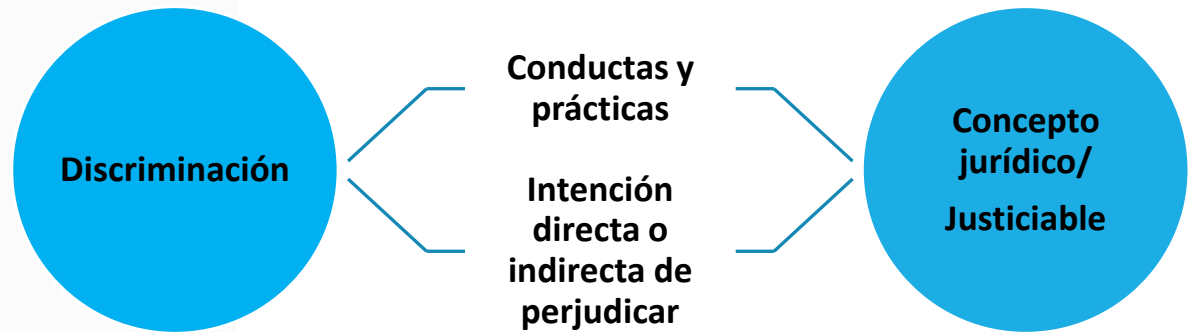 Discriminación
Conductas y
prácticas
Intención
directa o
indirecta de
perjudicar
Concepto
jurídico/
Justiciable